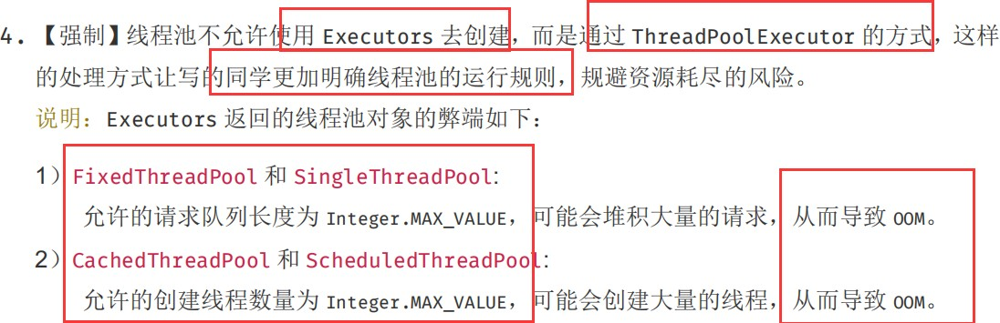 4.【强制】线程池不允许使用 Executors 去创建，而是通过 ThreadPoolExecutor 的方式，这样
的处理方式让写的同学更加明确线程池的运行规则，规避资源耗尽的风险。
说明：Executors 返回的线程池对象的弊端如下：
1）FixedThreadPool 和 SingleThreadPool:
允许的请求队列长度为 Integer.MAX_VALUE，可能会堆积大量的请求，从而导致 OOM。
2）CachedThreadPool 和 ScheduledThreadPool:
允许的创建线程数量为 Integer.MAX_VALUE，可能会创建大量的线程，从而导致 OOM。